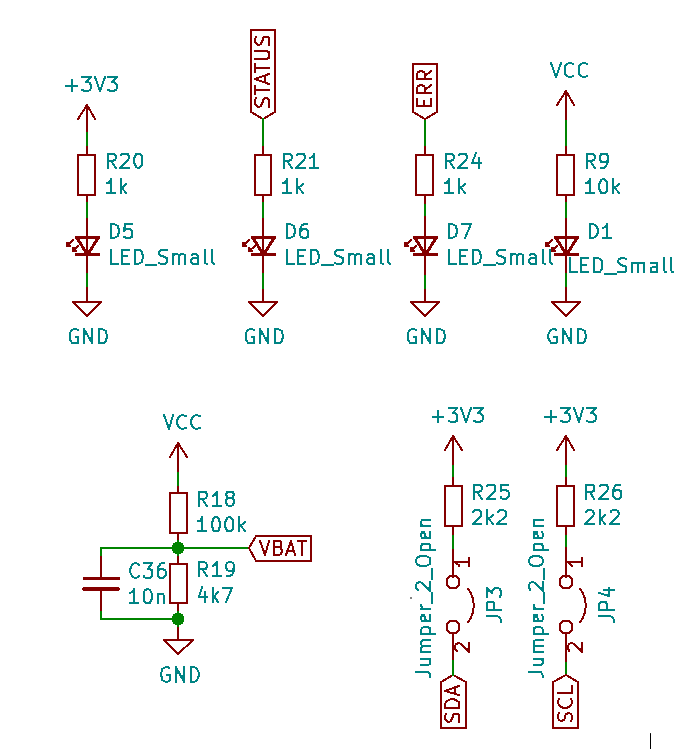 +3V3
R20
1k
D5
LED_Small
GND
STATUS
R21
1k
D6
LED_Small
GND
ERR
R24
1k
D7
LED_Small
GND
VCC
R9
10k
D1
LED_Small
GND
VCC
R18
100k
VBAT
C36
10n
R19
4k7
GND
+3V3
R25
2k2
Jumper_2_Open
1
JP3
2
SDA
+3V3
R26
2k2
Jumper_2_Open
1
JP4
2
SCL